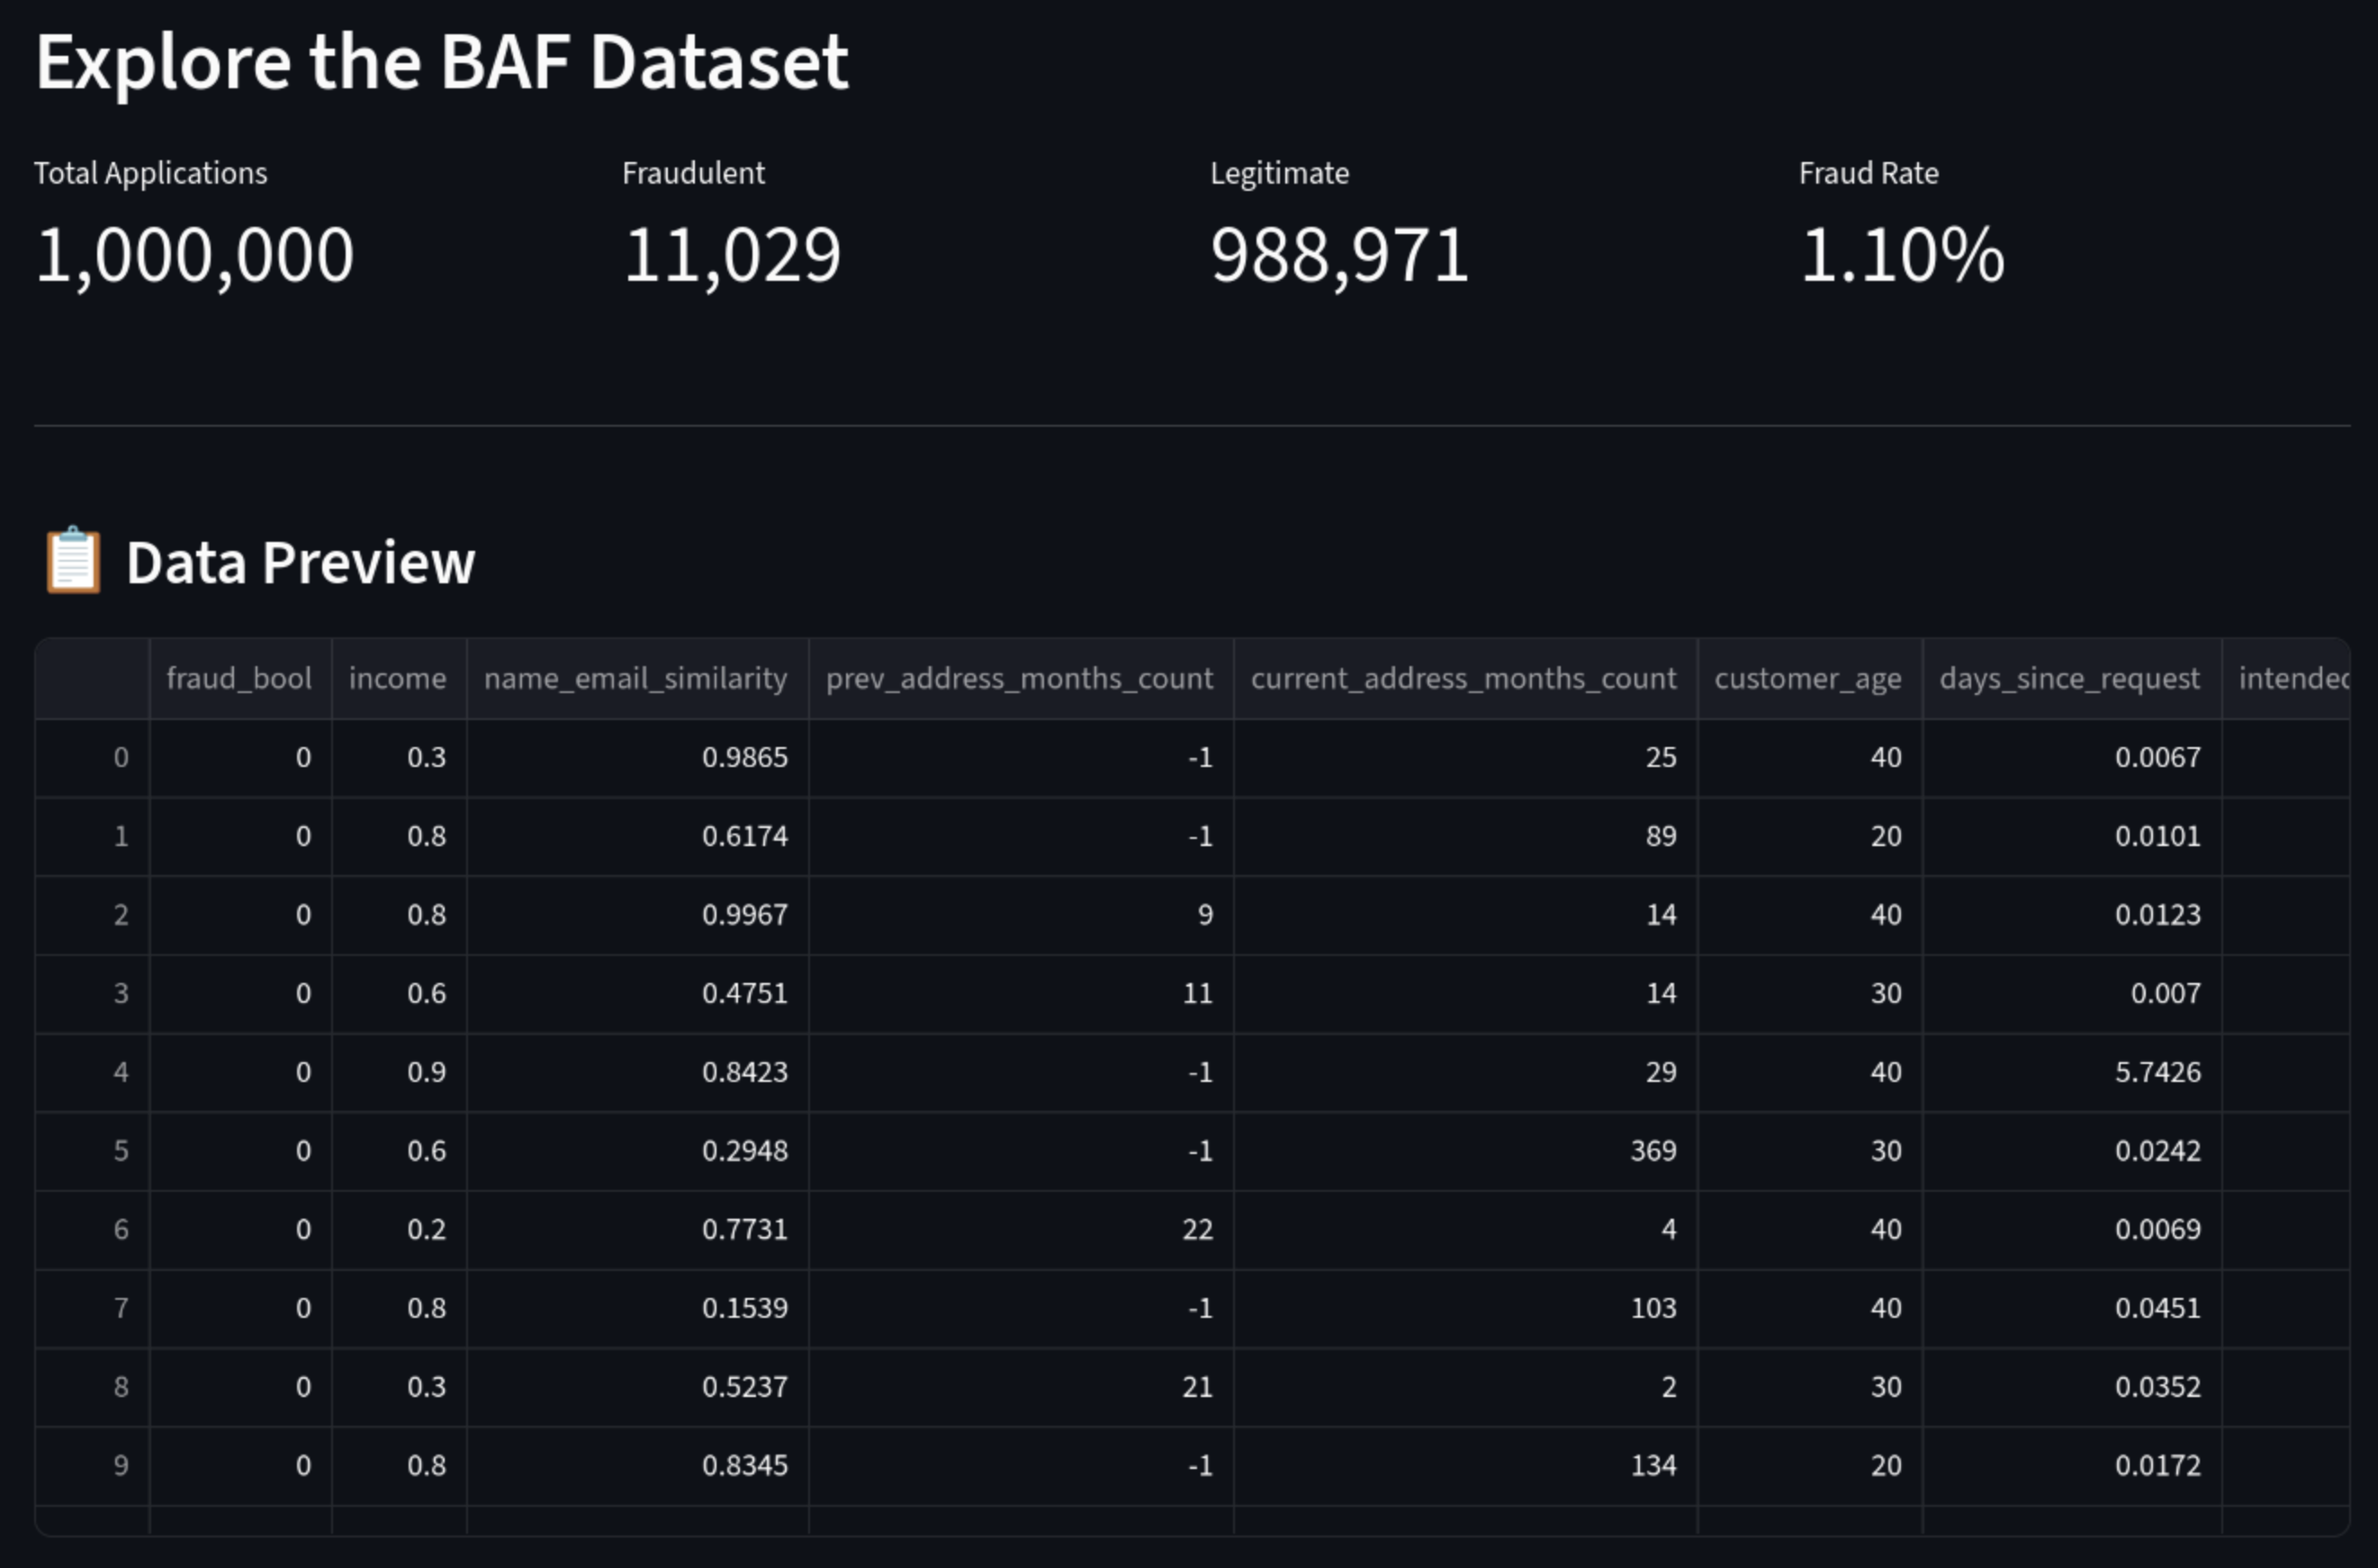 Explore the BAF Dataset
Total Applications Fraudulent Legitimate Fraud Rate
1,000,000 11,029 988,971 1.10%
📋 Data Preview
fraud_bool income name_email_similarity prev_address_months_count current_address_months_count customer_age days_since_request intended
0 0 0.3 0.9865 -1 25 40 0.0067
1 0 0.8 0.6174 -1 89 20 0.0101
2 0 0.8 0.9967 9 14 40 0.0123
3 0 0.6 0.4751 11 14 30 0.007
4 0 0.9 0.8423 -1 29 40 5.7426
5 0 0.6 0.2948 -1 369 30 0.0242
6 0 0.2 0.7731 22 4 40 0.0069
7 0 0.8 0.1539 -1 103 40 0.0451
8 0 0.3 0.5237 21 2 30 0.0352
9 0 0.8 0.8345 -1 134 20 0.0172